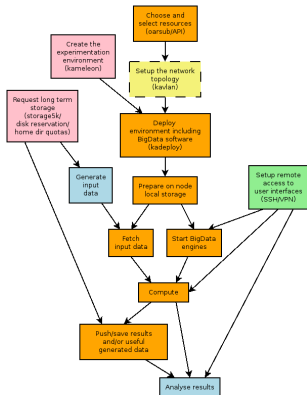 Choose and
select resources
(oarsub/API)
Create the
experimentation
environment
(kameleon)
Setup the network
topology
(kavlan)
Request long term
storage
(storage5k/
disk reservation/
home dir quotas)
Deploy
environment including
BigData software
(kadeploy)
Generate
input
data
Prepare on node
local storage
Setup remote
access to
user interfaces
(SSH/VPN)
Fetch
input data
Start BigData
engines
Compute
Push/save results
and/or useful
generated data
Analyse results